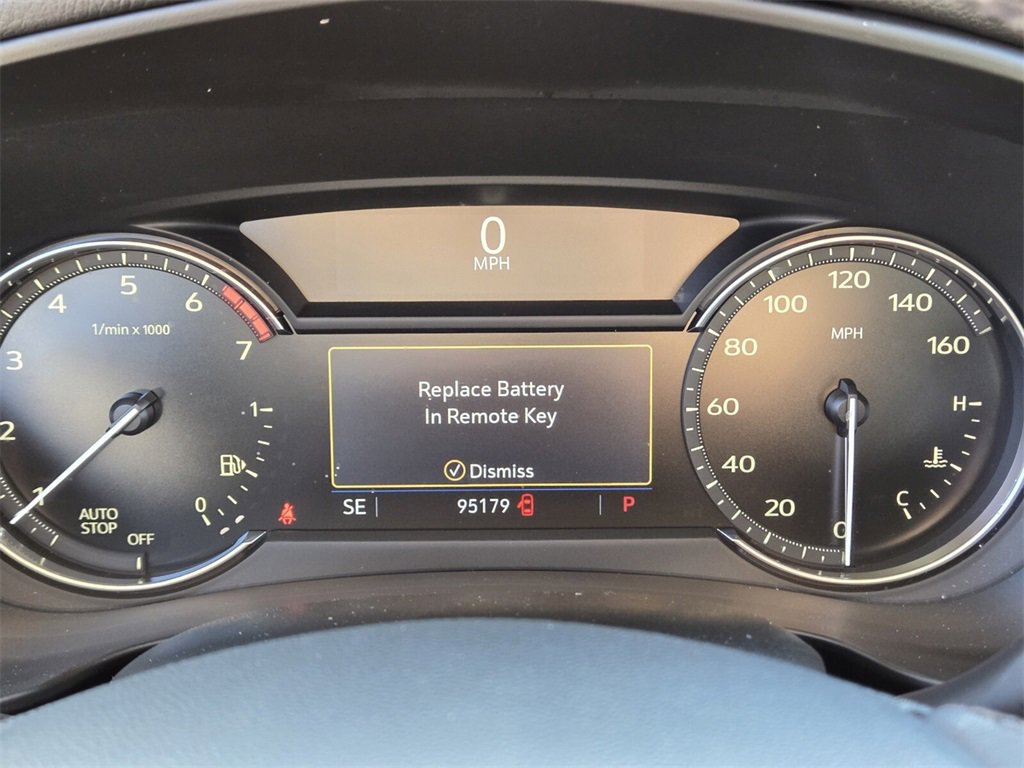 0
MPH
1/min x 1000
1
2
3
4
5
6
7
AUTO
STOP
OFF
1
0
Replace Battery
In Remote Key
Dismiss
SE
95179
P
MPH
0
20
40
60
80
100
120
140
160
H
C